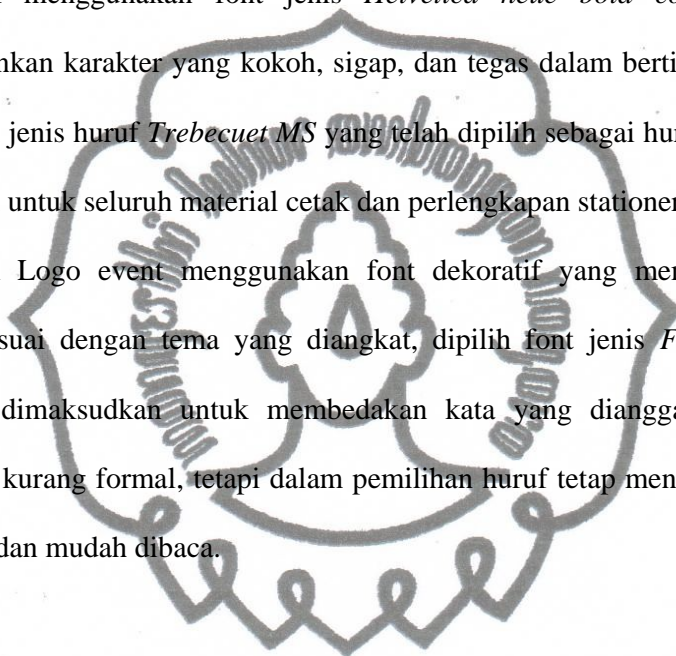 menggunakan font jenis Helvetica neue bold co
nkan karakter yang kokoh, sigap, dan tegas dalam berti
jenis huruf Trebecuet MS yang telah dipilih sebagai hu
untuk seluruh material cetak dan perlengkapan stationer
Logo event menggunakan font dekoratif yang men
suai dengan tema yang diangkat, dipilih font jenis F
dimaksudkan untuk membedakan kata yang diangga
kurang formal, tetapi dalam pemilihan huruf tetap men
dan mudah dibaca.